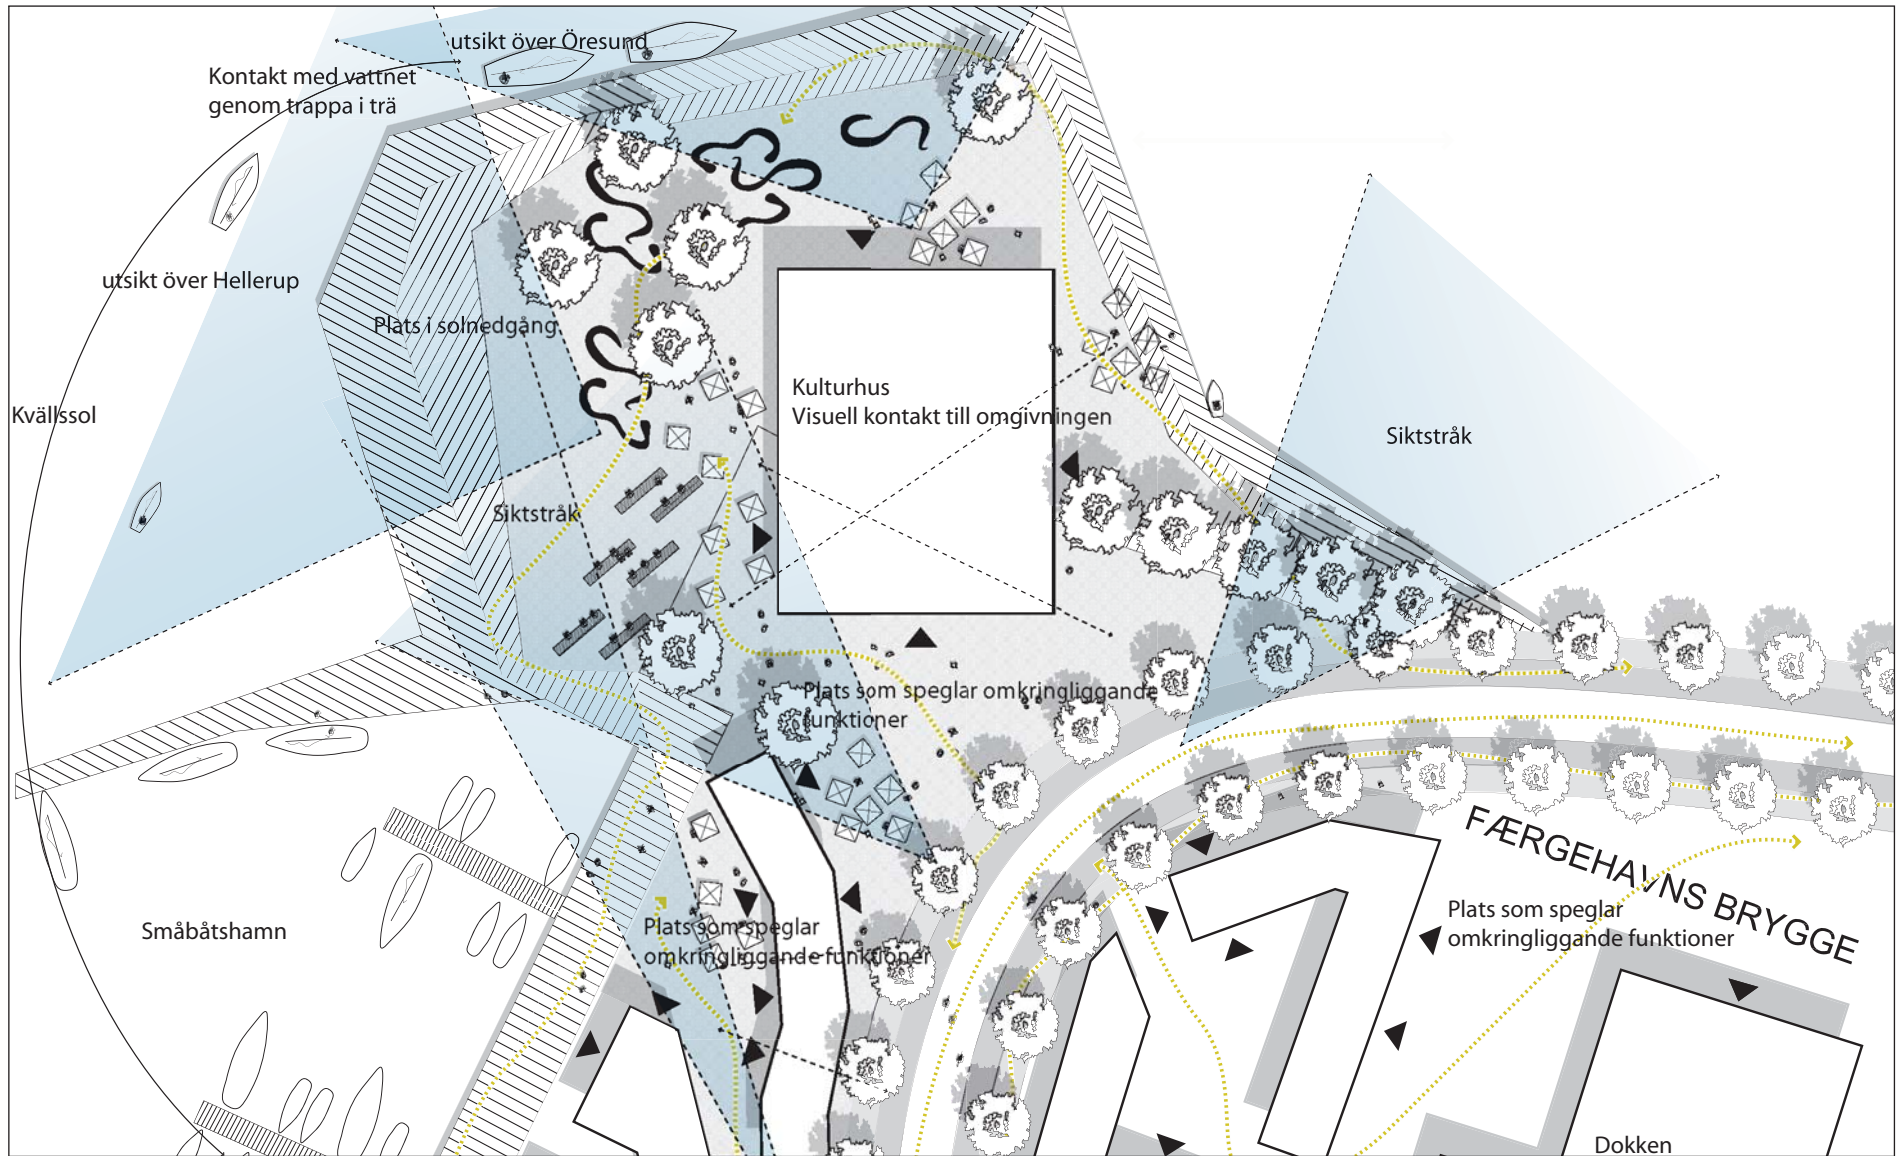 utsikt över Öresund
Kontakt med vattnet
genom trappa i trä
utsikt över Hellerup
Plats i solnedgång
Kvällssol
Kulturhus
Visuell kontakt till omgivningen
Siktstråk
Siktstråk
Plats som speglar omkringliggande
funktioner
FÆRGEHAVNS BRYGGE
Plats som speglar
omkringliggande funktioner
Plats som speglar
omkringliggande funktioner
Småbåtshamn
Dokken